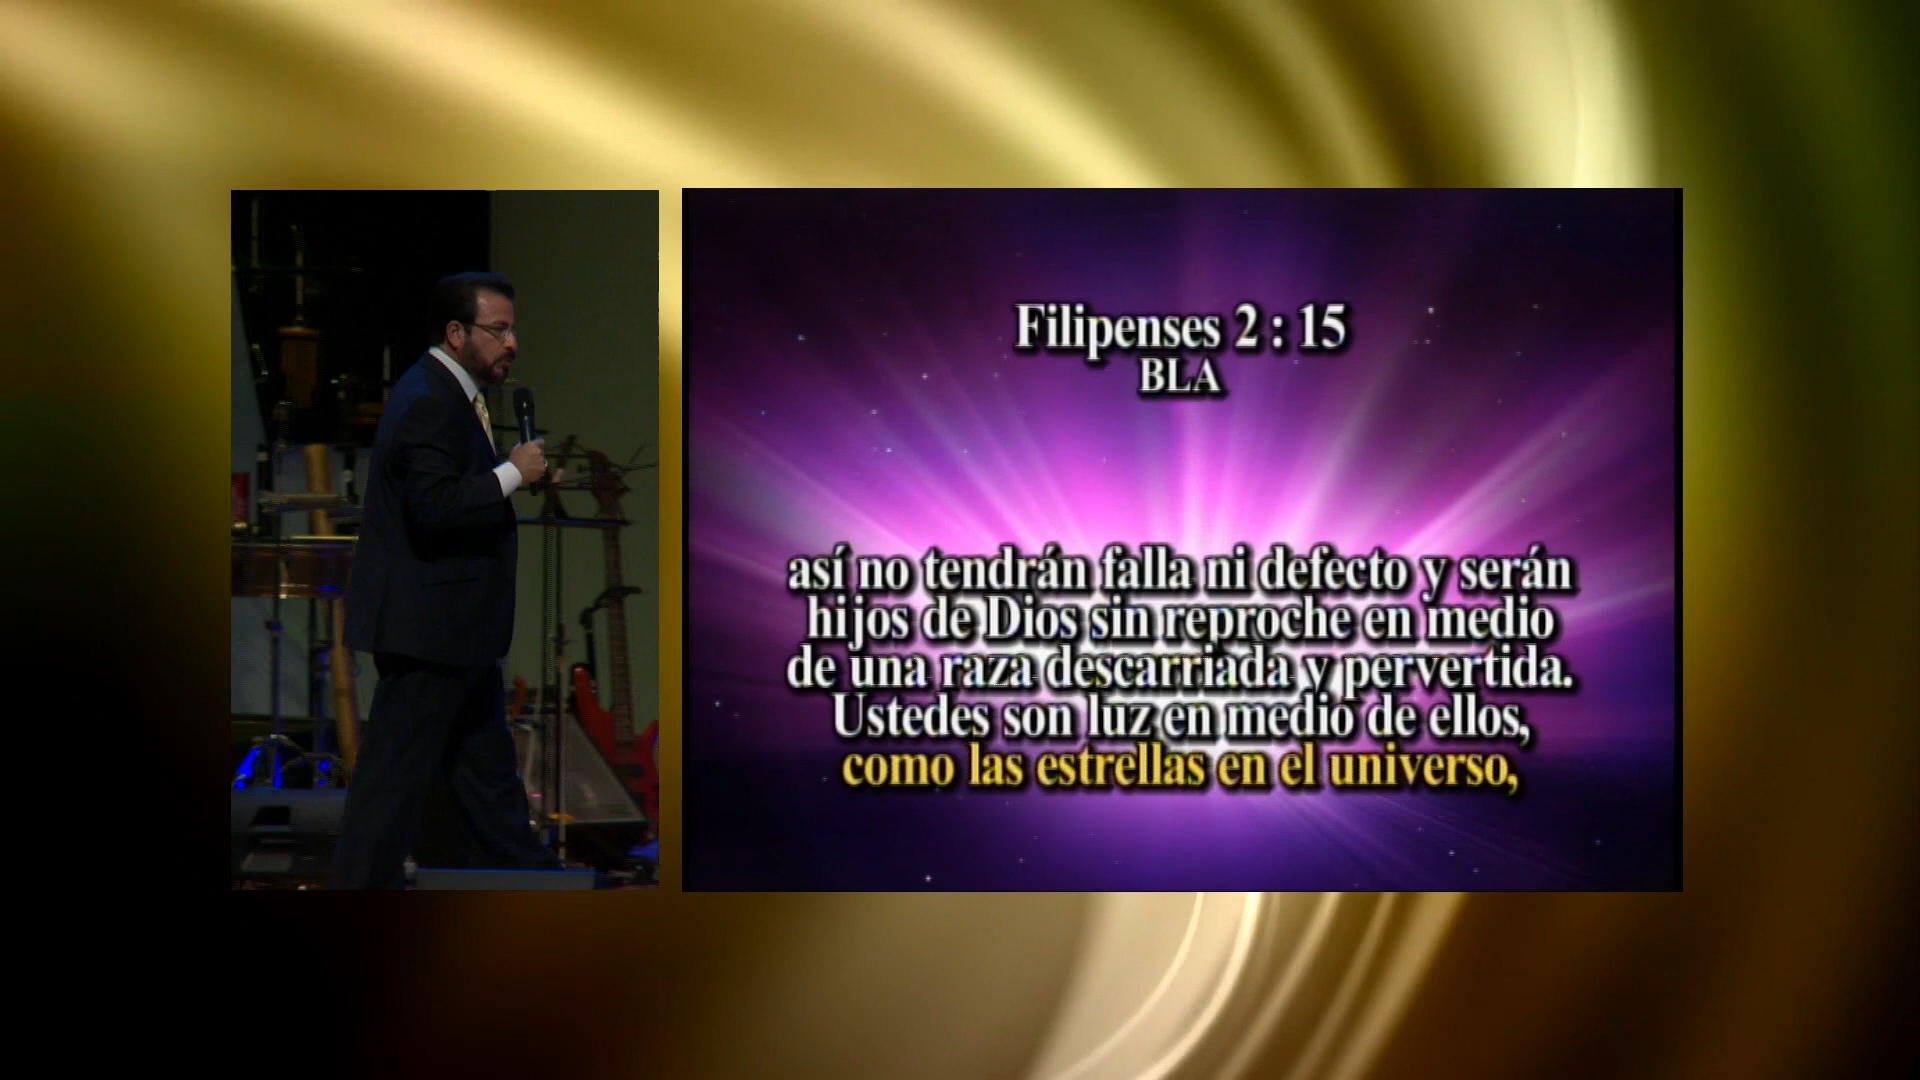 Filipenses 2 : 15
BLA
así no tendrán falla ni defecto y serán
hijos de Dios sin reproche en medio
de una raza descarriada y pervertida.
Ustedes son luz en medio de ellos,
como las estrellas en el universo,